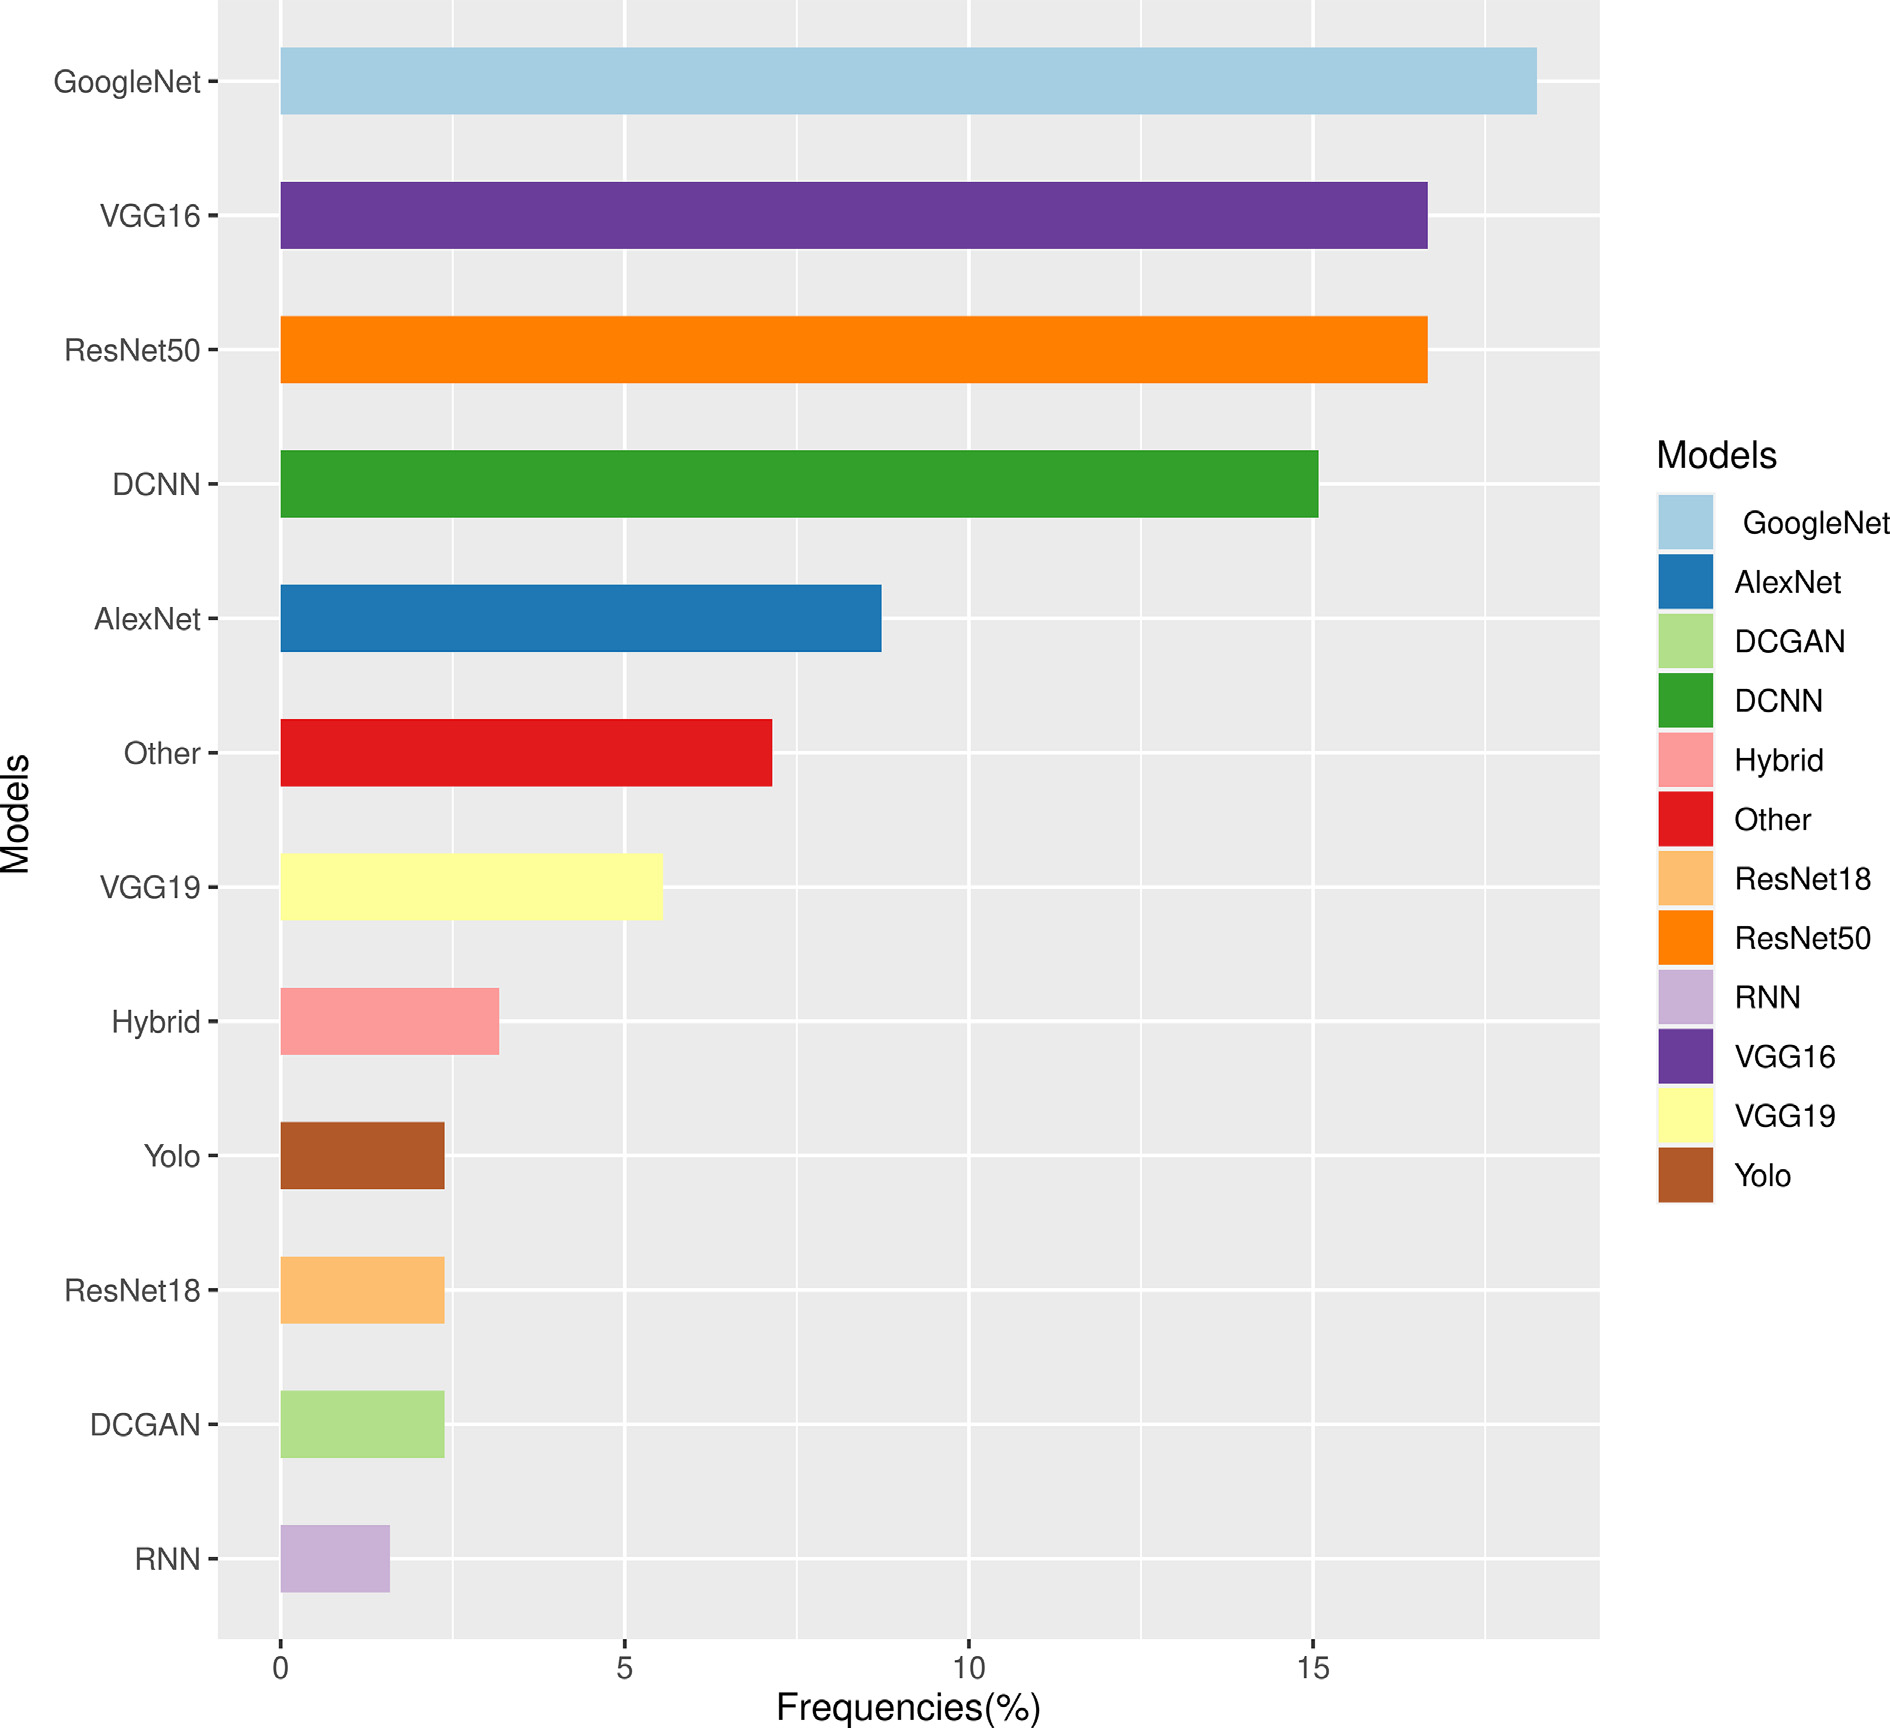 GoogleNet
VGG16
ResNet50
DCNN
AlexNet
Other
VGG19
Hybrid
Yolo
ResNet18
DCGAN
RNN
Models
0 5 10 15
Frequencies(%)
Models
GoogleNet
AlexNet
DCGAN
DCNN
Hybrid
Other
ResNet18
ResNet50
RNN
VGG16
VGG19
Yolo